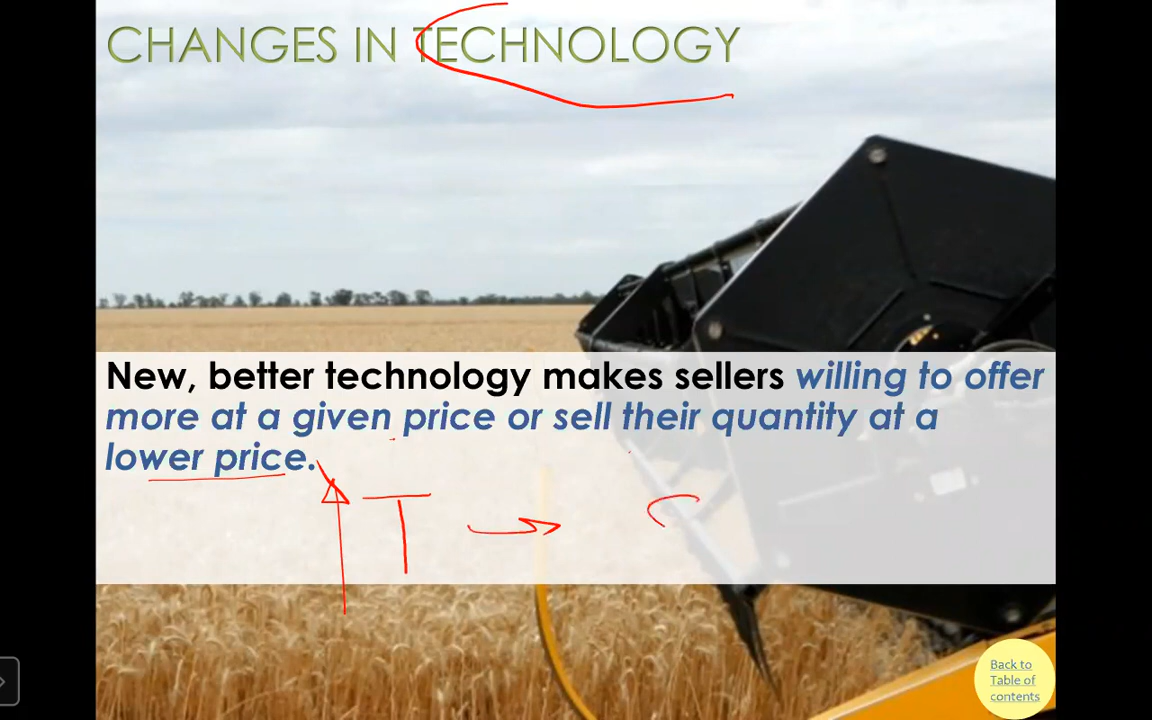 CHANGES IN TECHNOLOGY
New, better technology makes sellers willing to offer
more at a given price or sell their quantity at a
lower price.
↑ T →
Back to
Table of
contents